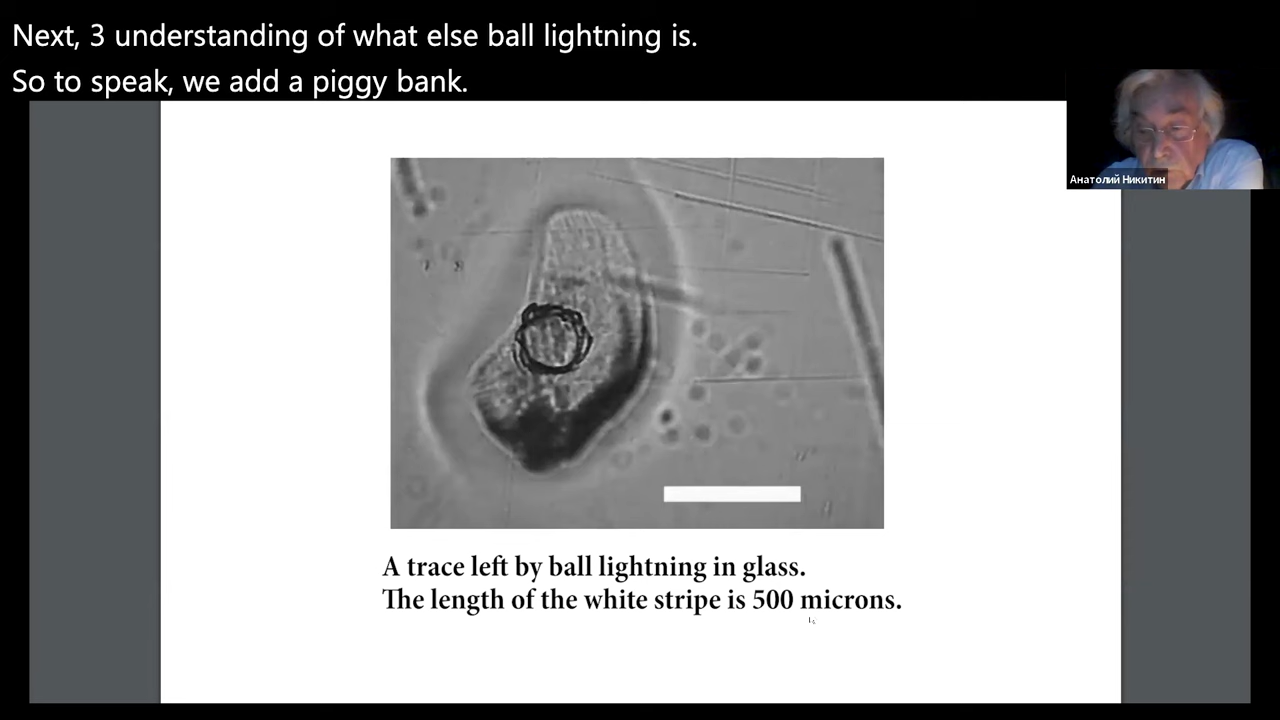 Next, 3 understanding of what else ball lightning is.
So to speak, we add a piggy bank.
Анатолий Никитин
A trace left by ball lightning in glass.
The length of the white stripe is 500 microns.